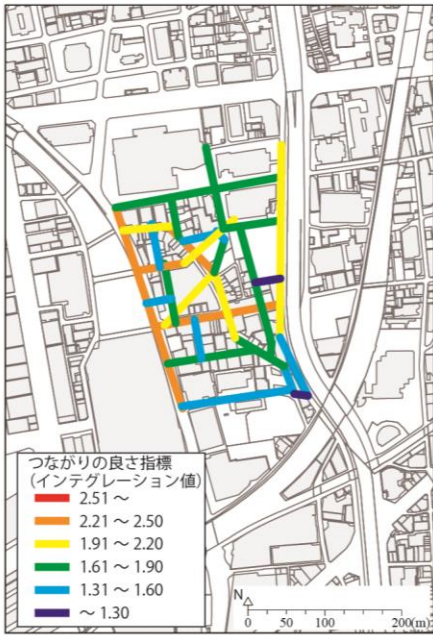 つながりの良さ指標
（インテグレーション値）
2.51 ～
2.21 ～ 2.50
1.91 ～ 2.20
1.61 ～ 1.90
1.31 ～ 1.60
～ 1.30
N
0 50 100 200(m)